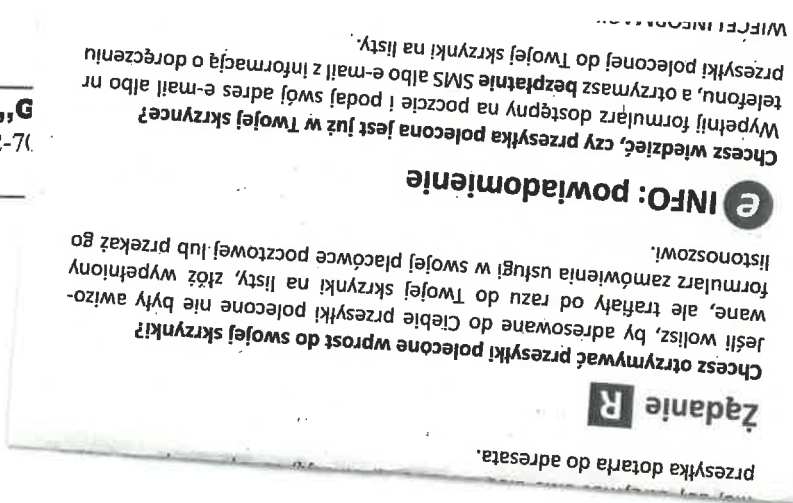 przesyłka dotarła do adresata.
Żądanie R
Chcesz otrzymywać przesyłki polecone wprost do swojej skrzynki?
Jeśli wolisz, by adresowane do Ciebie przesyłki polecone nie były awizo-
wane, ale trafiały od razu do Twojej skrzynki na listy, złóż wypełniony
formularz zamówienia usługi w swojej placówce pocztowej lub przekaż go
listonoszowi.
e INFO: powiadomienie
Chcesz wiedzieć, czy przesyłka polecona jest już w Twojej skrzynce?
Wypełnij formularz dostępny na poczcie i podaj swój adres e-mail albo nr
telefonu, a otrzymasz bezpłatnie SMS albo e-mail z informacją o doręczeniu
przesyłki poleconej do Twojej skrzynki na listy.
WIĘCEJ INFORMACJI
„G
-7(